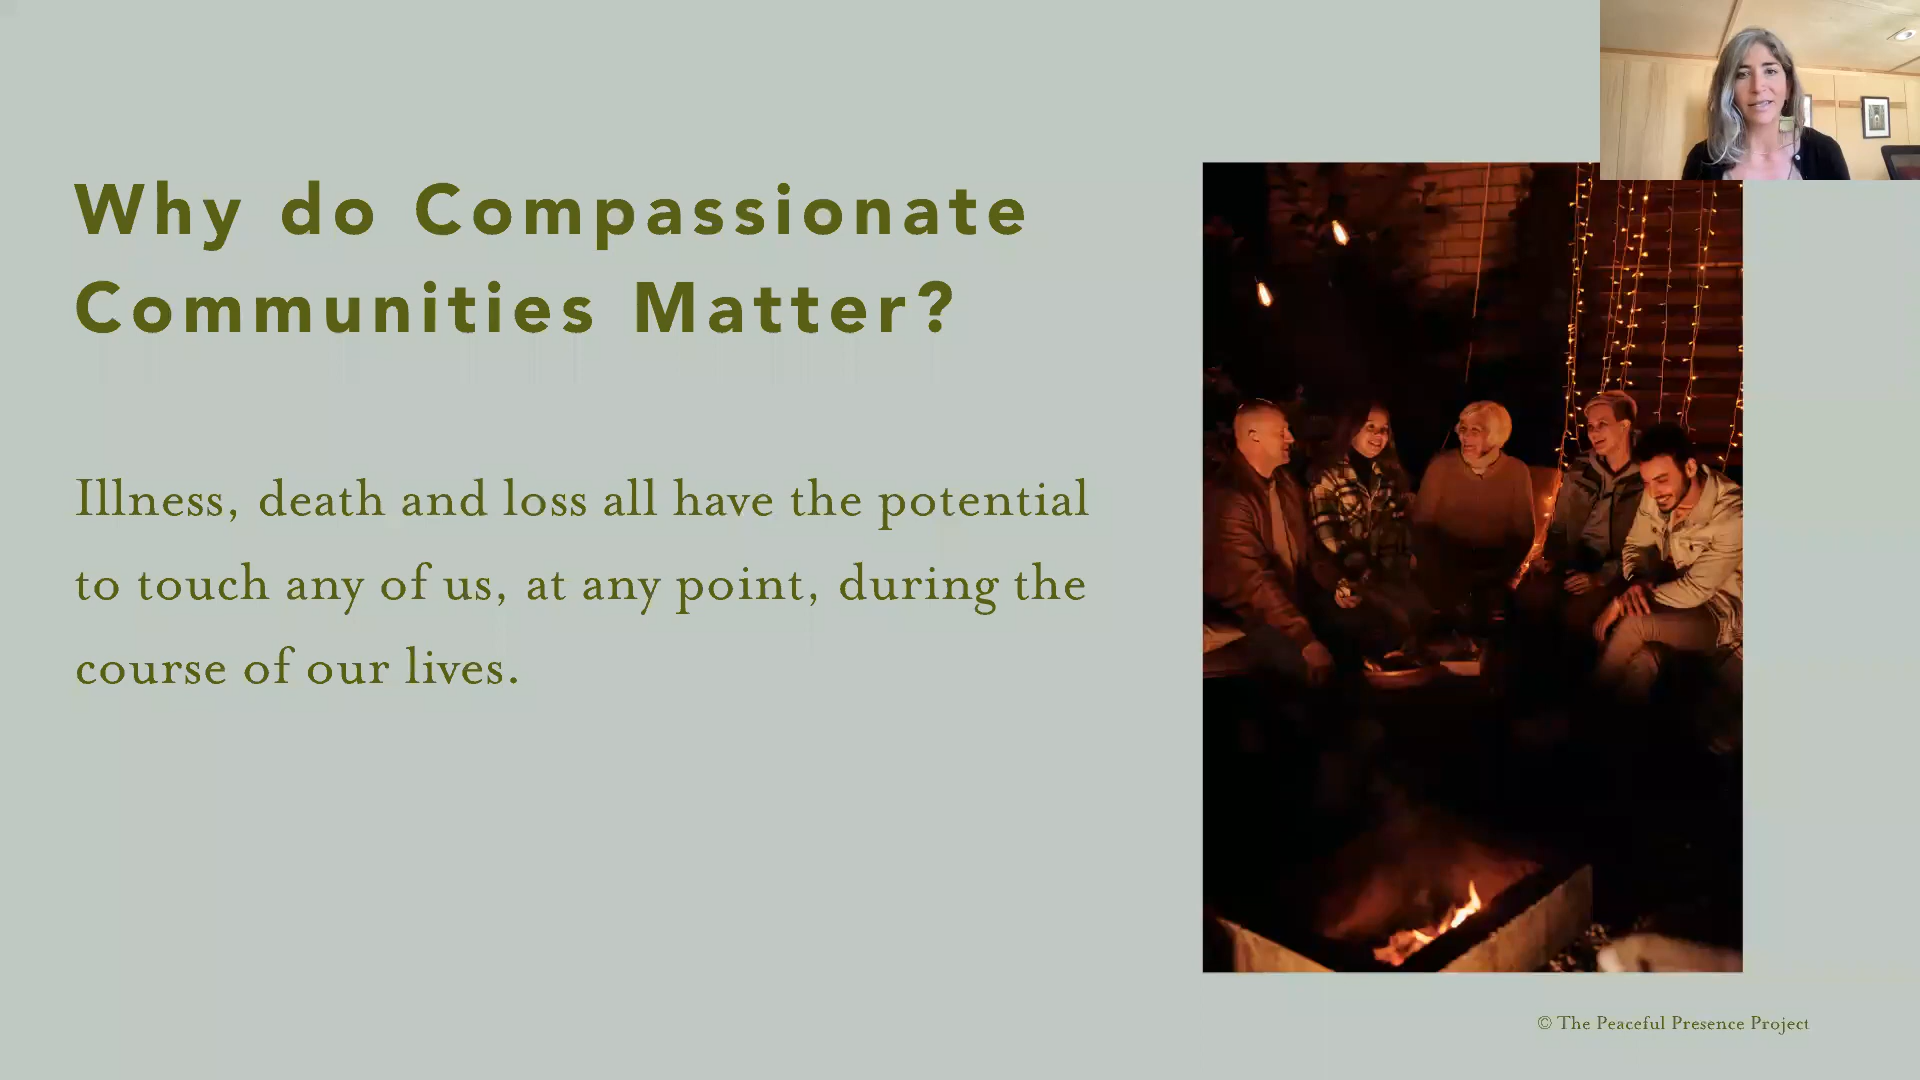 Why do Compassionate
Communities Matter?
Illness, death and loss all have the potential
to touch any of us, at any point, during the
course of our lives.
© The Peaceful Presence Project